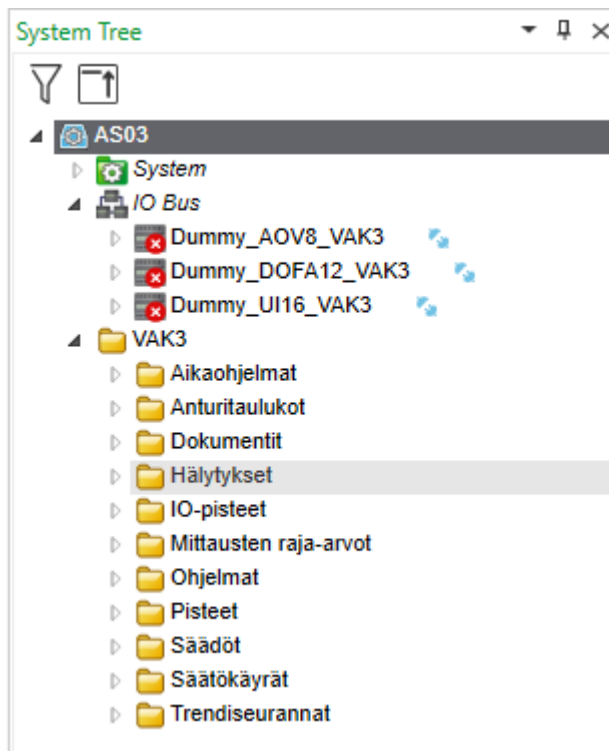 System Tree
AS03
System
IO Bus
Dummy_AOV8_VAK3
Dummy_DOFA12_VAK3
Dummy_UI16_VAK3
VAK3
Aikaohjelmat
Anturitaulukot
Dokumentit
Hälytykset
IO-pisteet
Mittausten raja-arvot
Ohjelmat
Pisteet
Säädöt
Säätökäyrät
Trendiseurannat